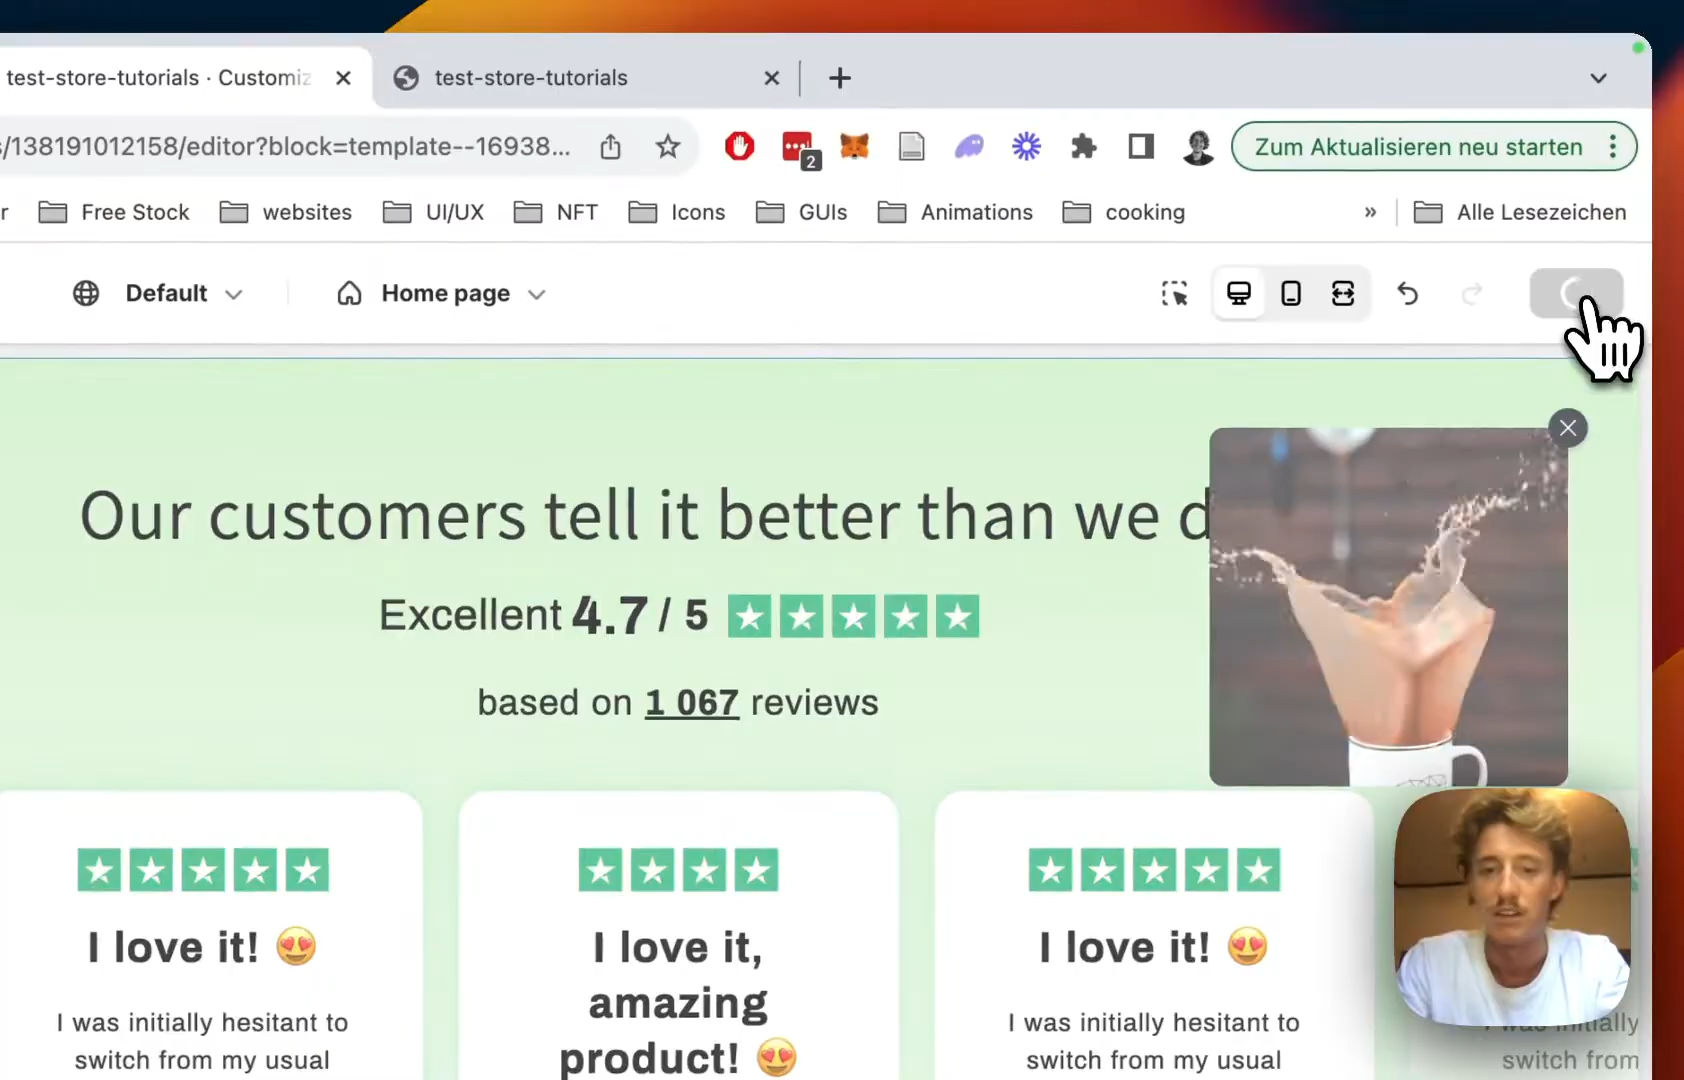 test-store-tutorials · Customiz
test-store-tutorials
/138191012158/editor?block=template--16938...
2
Zum Aktualisieren neu starten
r
Free Stock
websites
UI/UX
NFT
Icons
GUIs
Animations
cooking
»
Alle Lesezeichen
Default
Home page
Our customers tell it better than we d
Excellent 4.7 / 5
based on 1 067 reviews
I love it! 😍
I was initially hesitant to
switch from my usual
I love it,
amazing
product! 😍
I love it! 😍
I was initially hesitant to
switch from my usual
I was initially
switch from